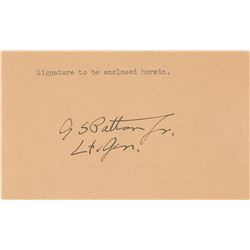 Signature to be enclosed herein.
G S Patton Jr.
Lt. Gen.